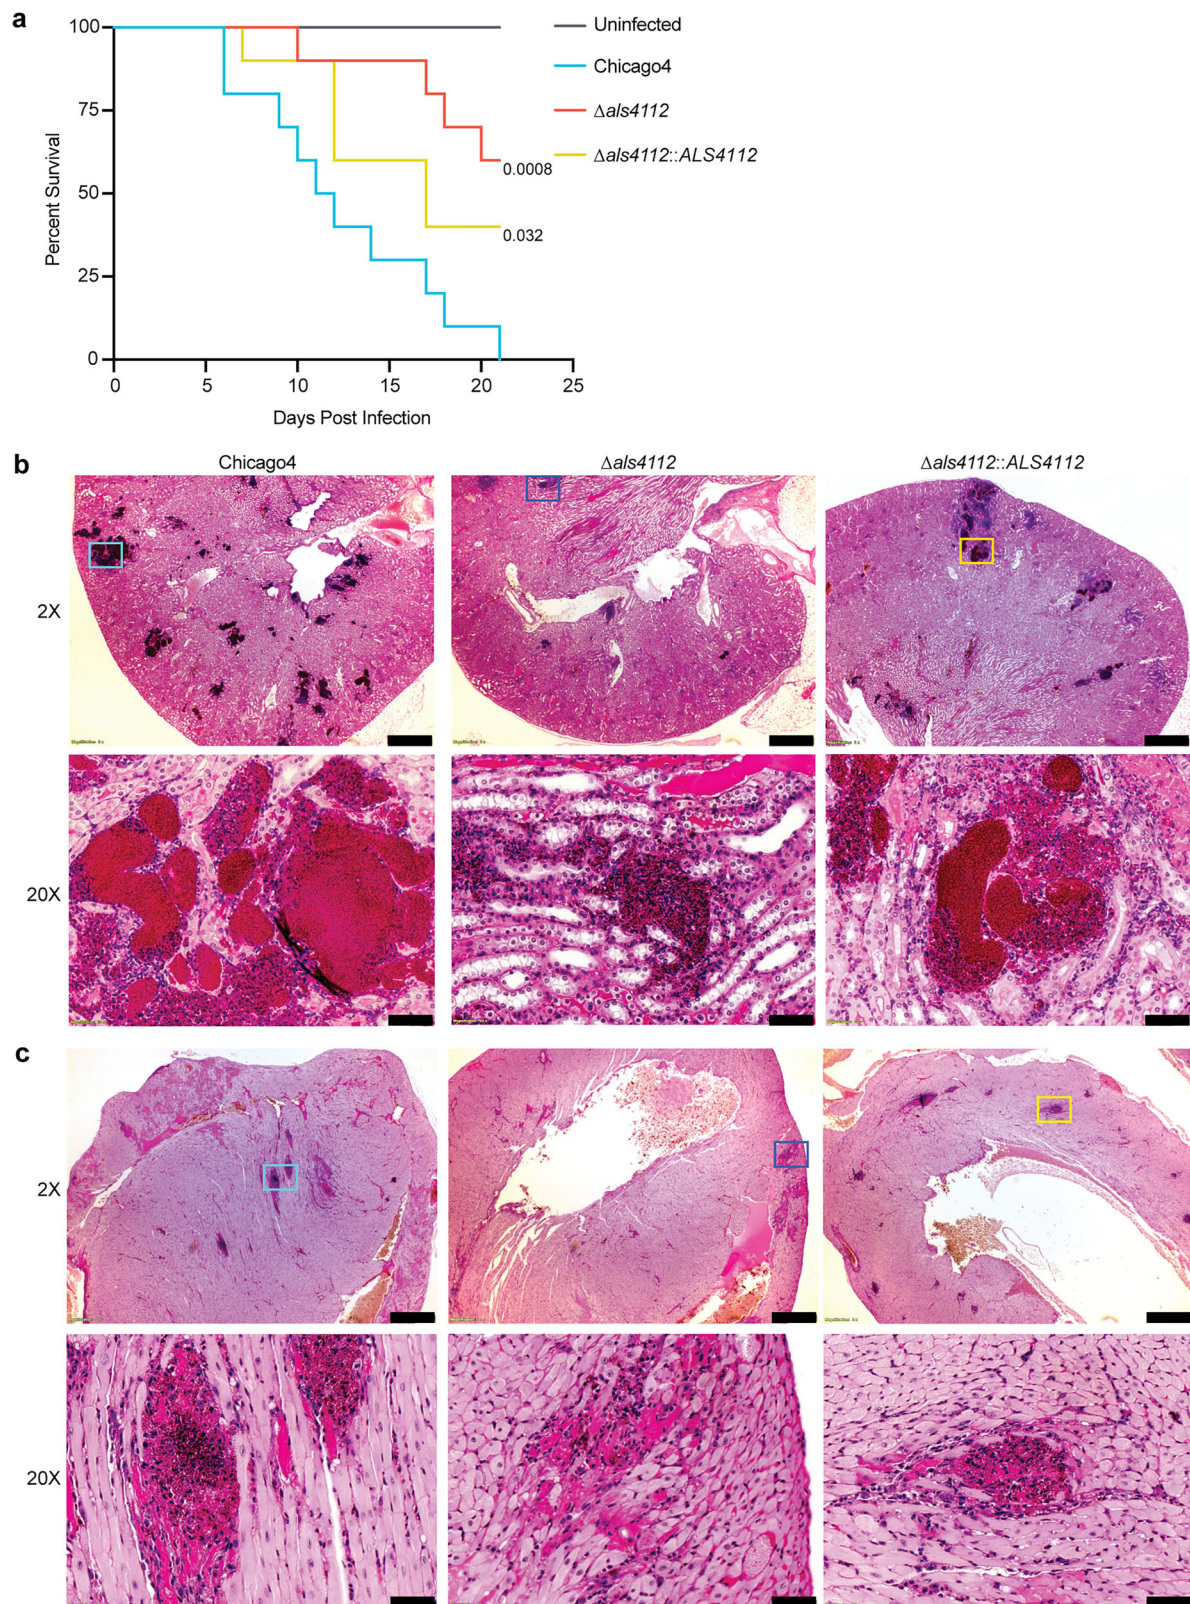 a
100
75
50
25
0
Percent Survival
0
5
10
15
20
25
Days Post Infection
Uninfected
Chicago4
Δals4112
Δals4112::ALS4112
0.0008
0.032
b
Chicago4
Δals4112
Δals4112::ALS4112
2X
20X
c
2X
20X